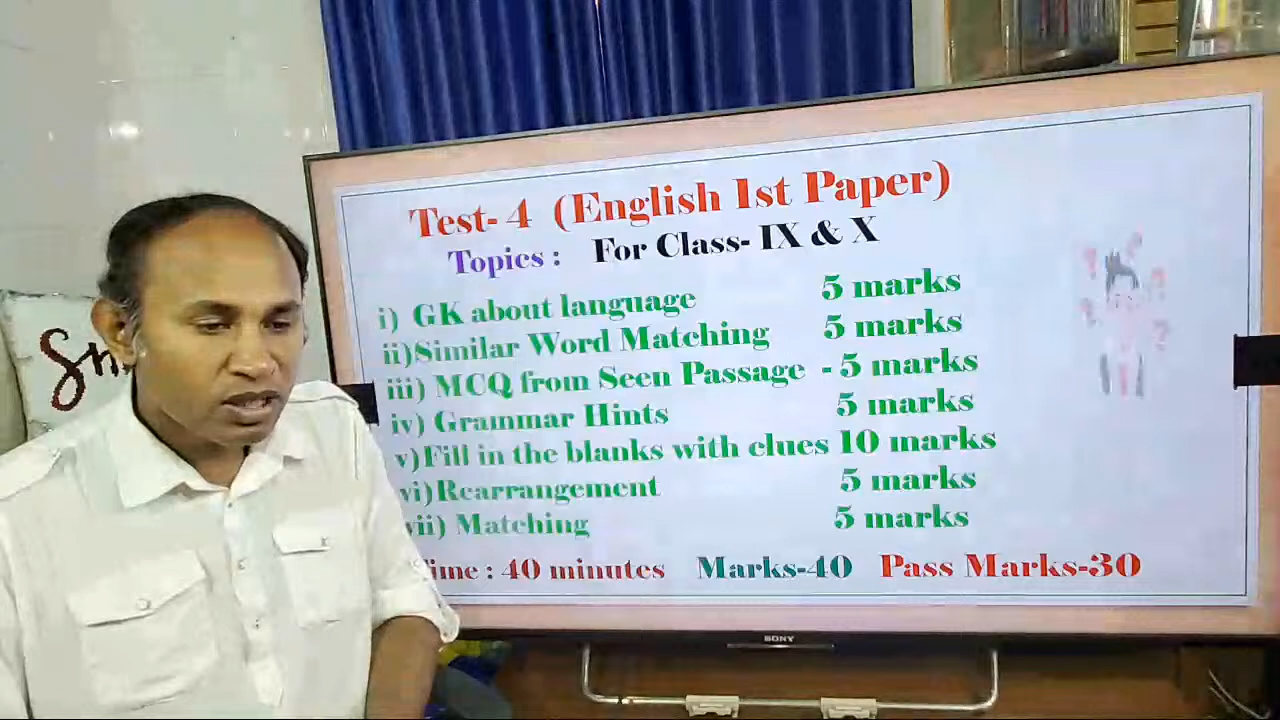 Test- 4 (English 1st Paper)
Topics : For Class- IX & X
i) GK about language 5 marks
ii)Similar Word Matching 5 marks
iii) MCQ from Seen Passage - 5 marks
iv) Grammar Hints 5 marks
v)Fill in the blanks with clues 10 marks
vi)Rearrangement 5 marks
vii) Matching 5 marks
Time : 40 minutes Marks-40 Pass Marks-30
SONY